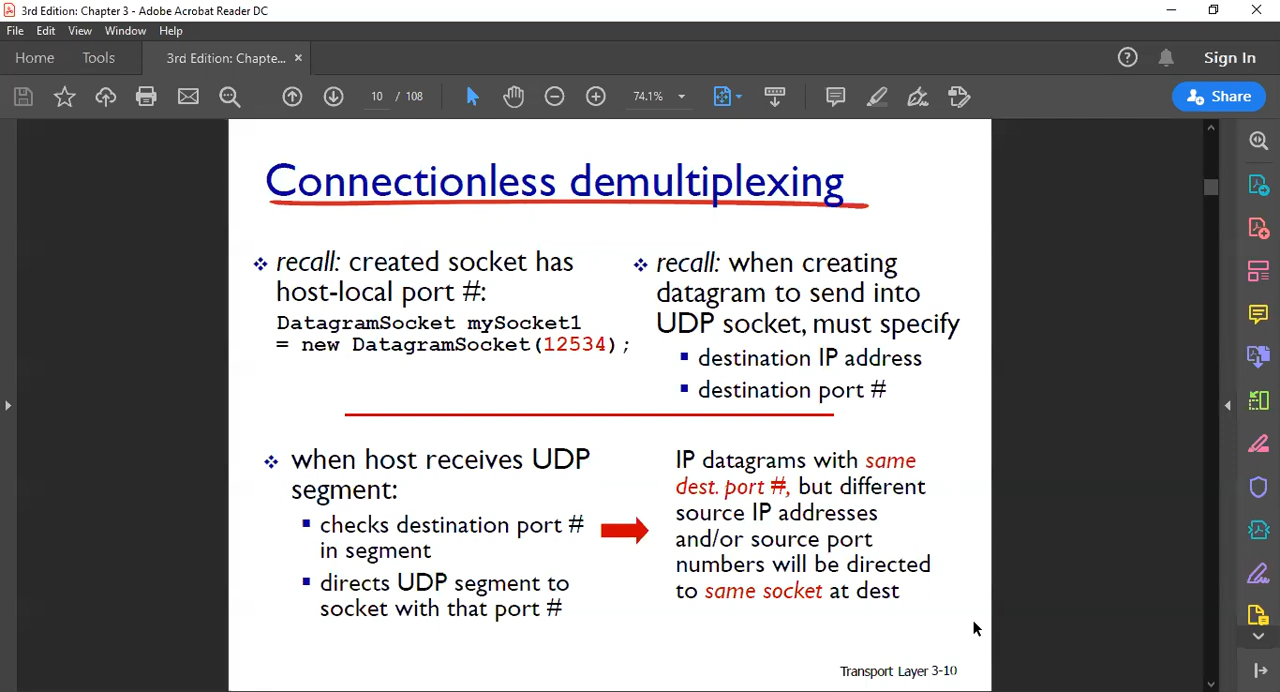 3rd Edition: Chapter 3 - Adobe Acrobat Reader DC
File Edit View Window Help
Home Tools 3rd Edition: Chapte... × Sign In
10 / 108 74.1% Share
Connectionless demultiplexing
recall: created socket has
host-local port #:
DatagramSocket mySocket1
= new DatagramSocket(12534);
recall: when creating
datagram to send into
UDP socket, must specify
destination IP address
destination port #
when host receives UDP
segment:
checks destination port #
in segment
directs UDP segment to
socket with that port #
IP datagrams with same
dest. port #, but different
source IP addresses
and/or source port
numbers will be directed
to same socket at dest
Transport Layer 3-10